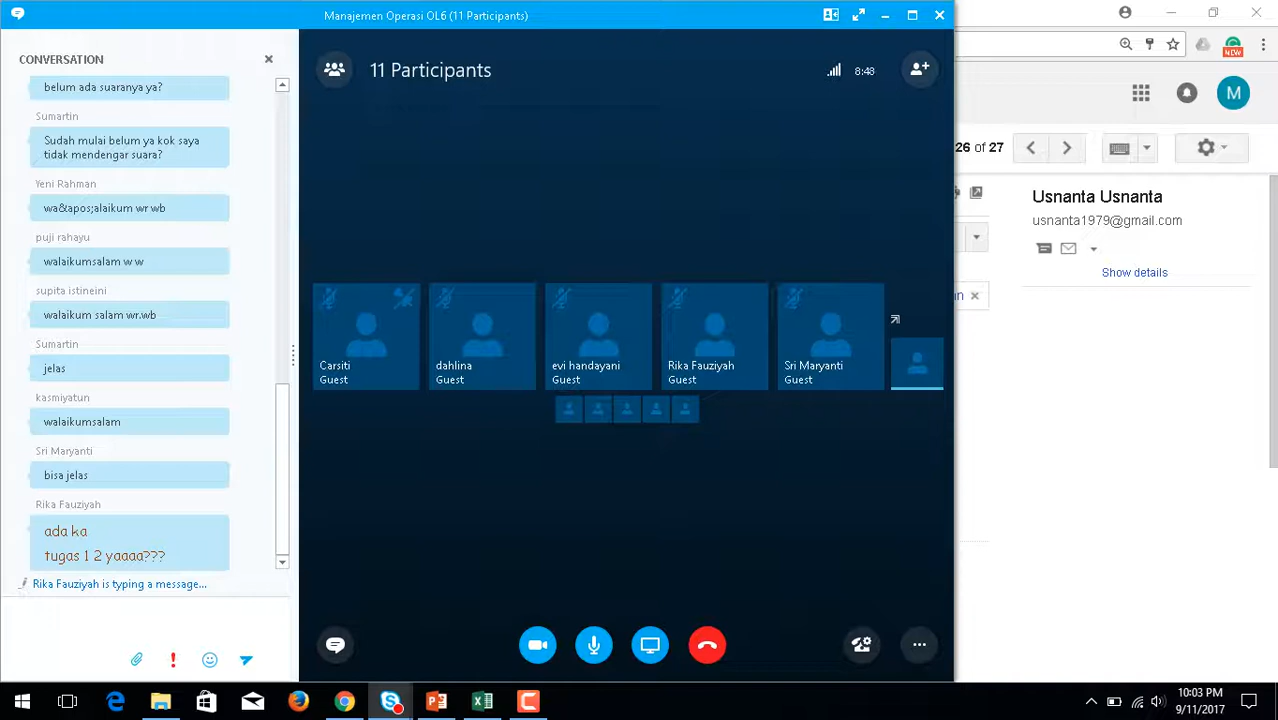 Manajemen Operasi OL6 (11 Participants)
CONVERSATION
belum ada suaranya ya?
Sumartin
Sudah mulai belum ya kok saya
tidak mendengar suara?
Yeni Rahman
wa&apos;alaikum wr wb
puji rahayu
walaikumsalam w w
supita istineini
walaikum salam wr.wb
Sumartin
jelas
kasmiyatun
walaikumsalam
Sri Maryanti
bisa jelas
Rika Fauziyah
ada ka
tugas 1 2 yaaaa???
Rika Fauziyah is typing a message...
11 Participants
8:48
Carsiti
Guest
dahlina
Guest
evi handayani
Guest
Rika Fauziyah
Guest
Sri Maryanti
Guest
NEW
M
26 of 27
Usnanta Usnanta
usnanta1979@gmail.com
Show details
10:03 PM
9/11/2017